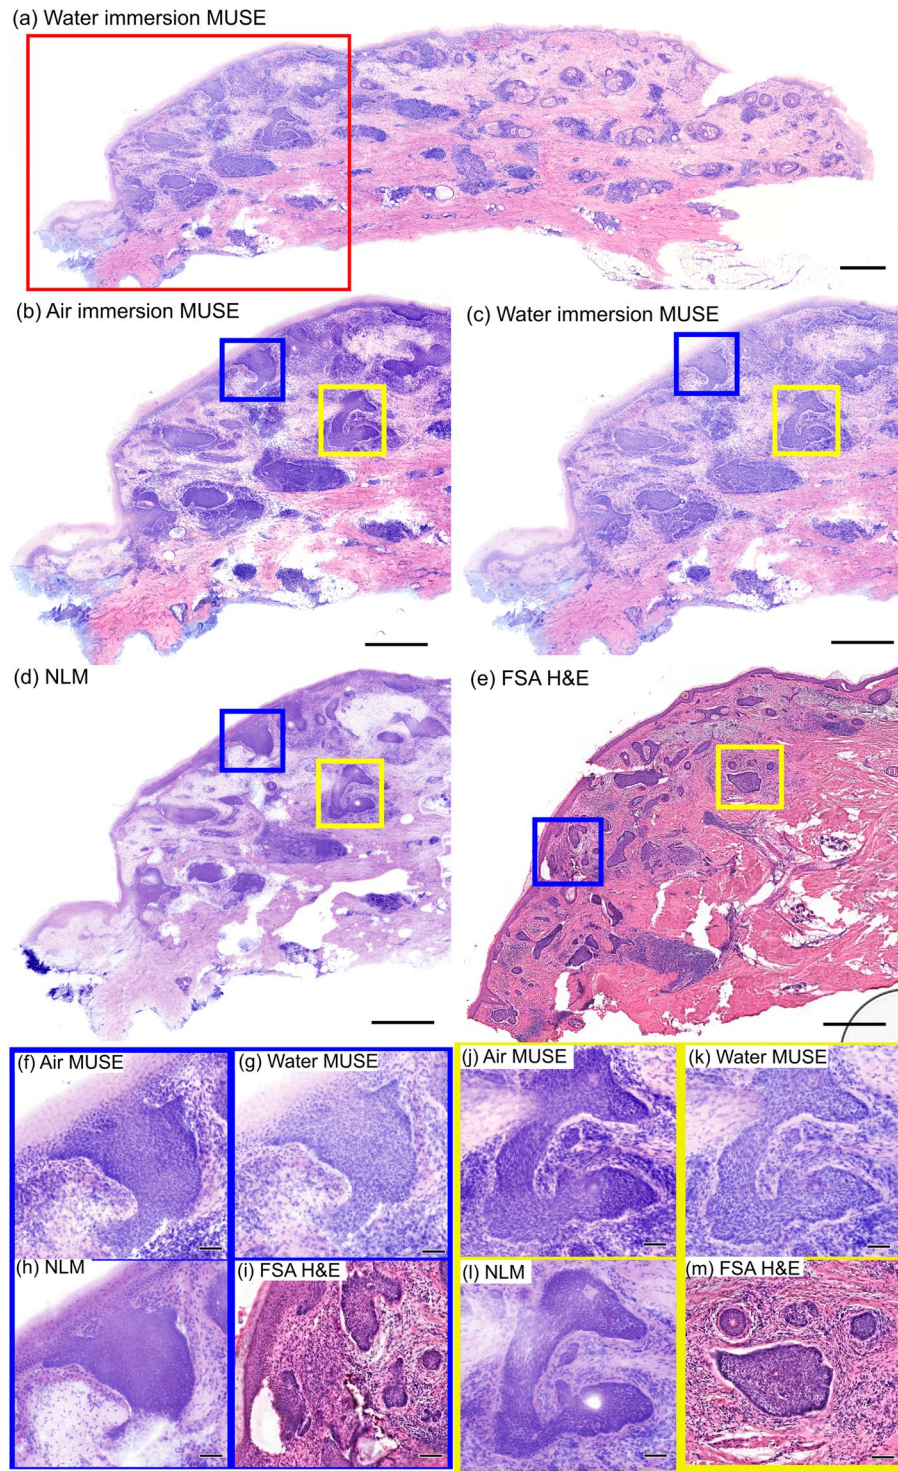 (a) Water immersion MUSE
(b) Air immersion MUSE
(c) Water immersion MUSE
(d) NLM
(e) FSA H&E
(f) Air MUSE
(g) Water MUSE
(j) Air MUSE
(k) Water MUSE
(h) NLM
(i) FSA H&E
(l) NLM
(m) FSA H&E